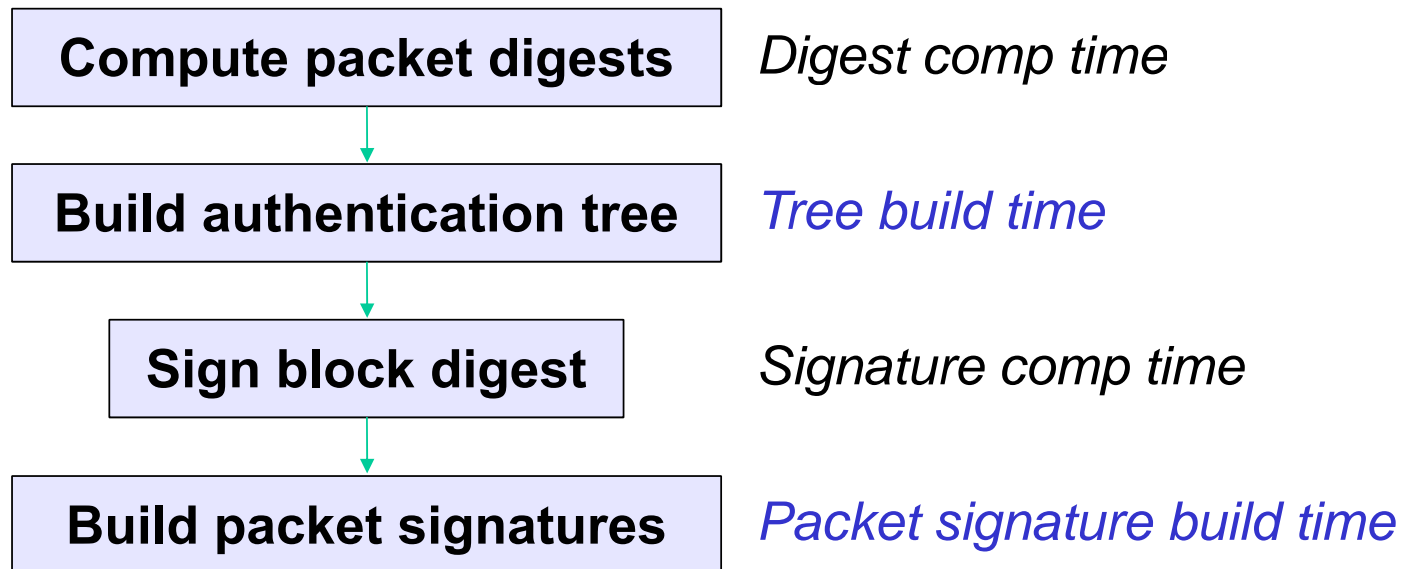 Compute packet digests
Digest comp time
Build authentication tree
Tree build time
Sign block digest
Signature comp time
Build packet signatures
Packet signature build time